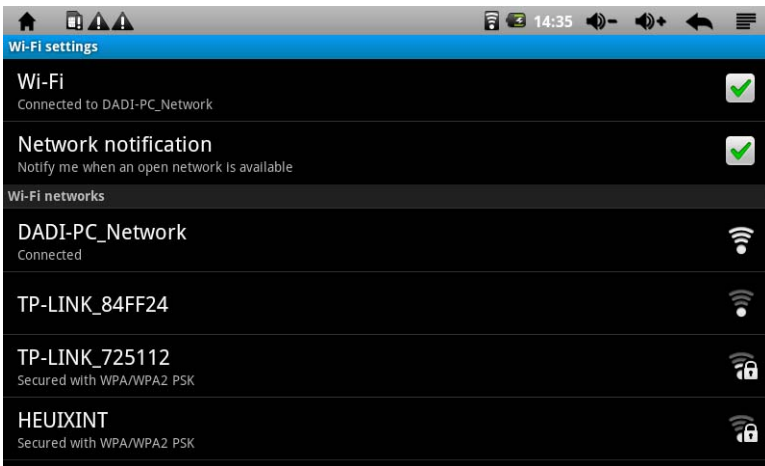 14:35
Wi-Fi settings
Wi-Fi
Connected to DADI-PC_Network
Network notification
Notify me when an open network is available
Wi-Fi networks
DADI-PC_Network
Connected
TP-LINK_84FF24
TP-LINK_725112
Secured with WPA/WPA2 PSK
HEUIXINT
Secured with WPA/WPA2 PSK